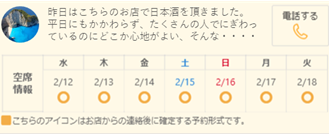 昨日はこちらのお店で日本酒を頂きました。
平日にもかかわらず、たくさんの人でにぎわっ
ているのにどこか心地がよい、そんな・・・・
電話する
空席
情報
水 木 金 土 日 月 火
2/12 2/13 2/14 2/15 2/16 2/17 2/18
こちらのアイコンはお店からの連絡後に確定する予約形式です。